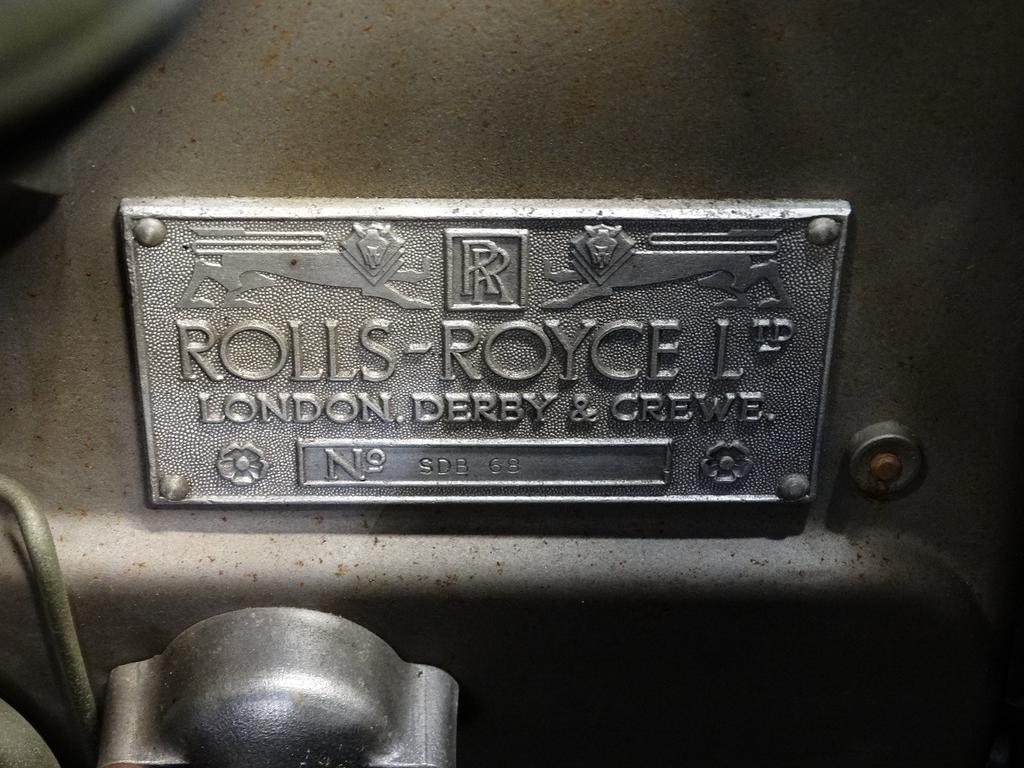 RR
ROLLS-ROYCE LTD
LONDON. DERBY & CREWE.
Nº SDB 68